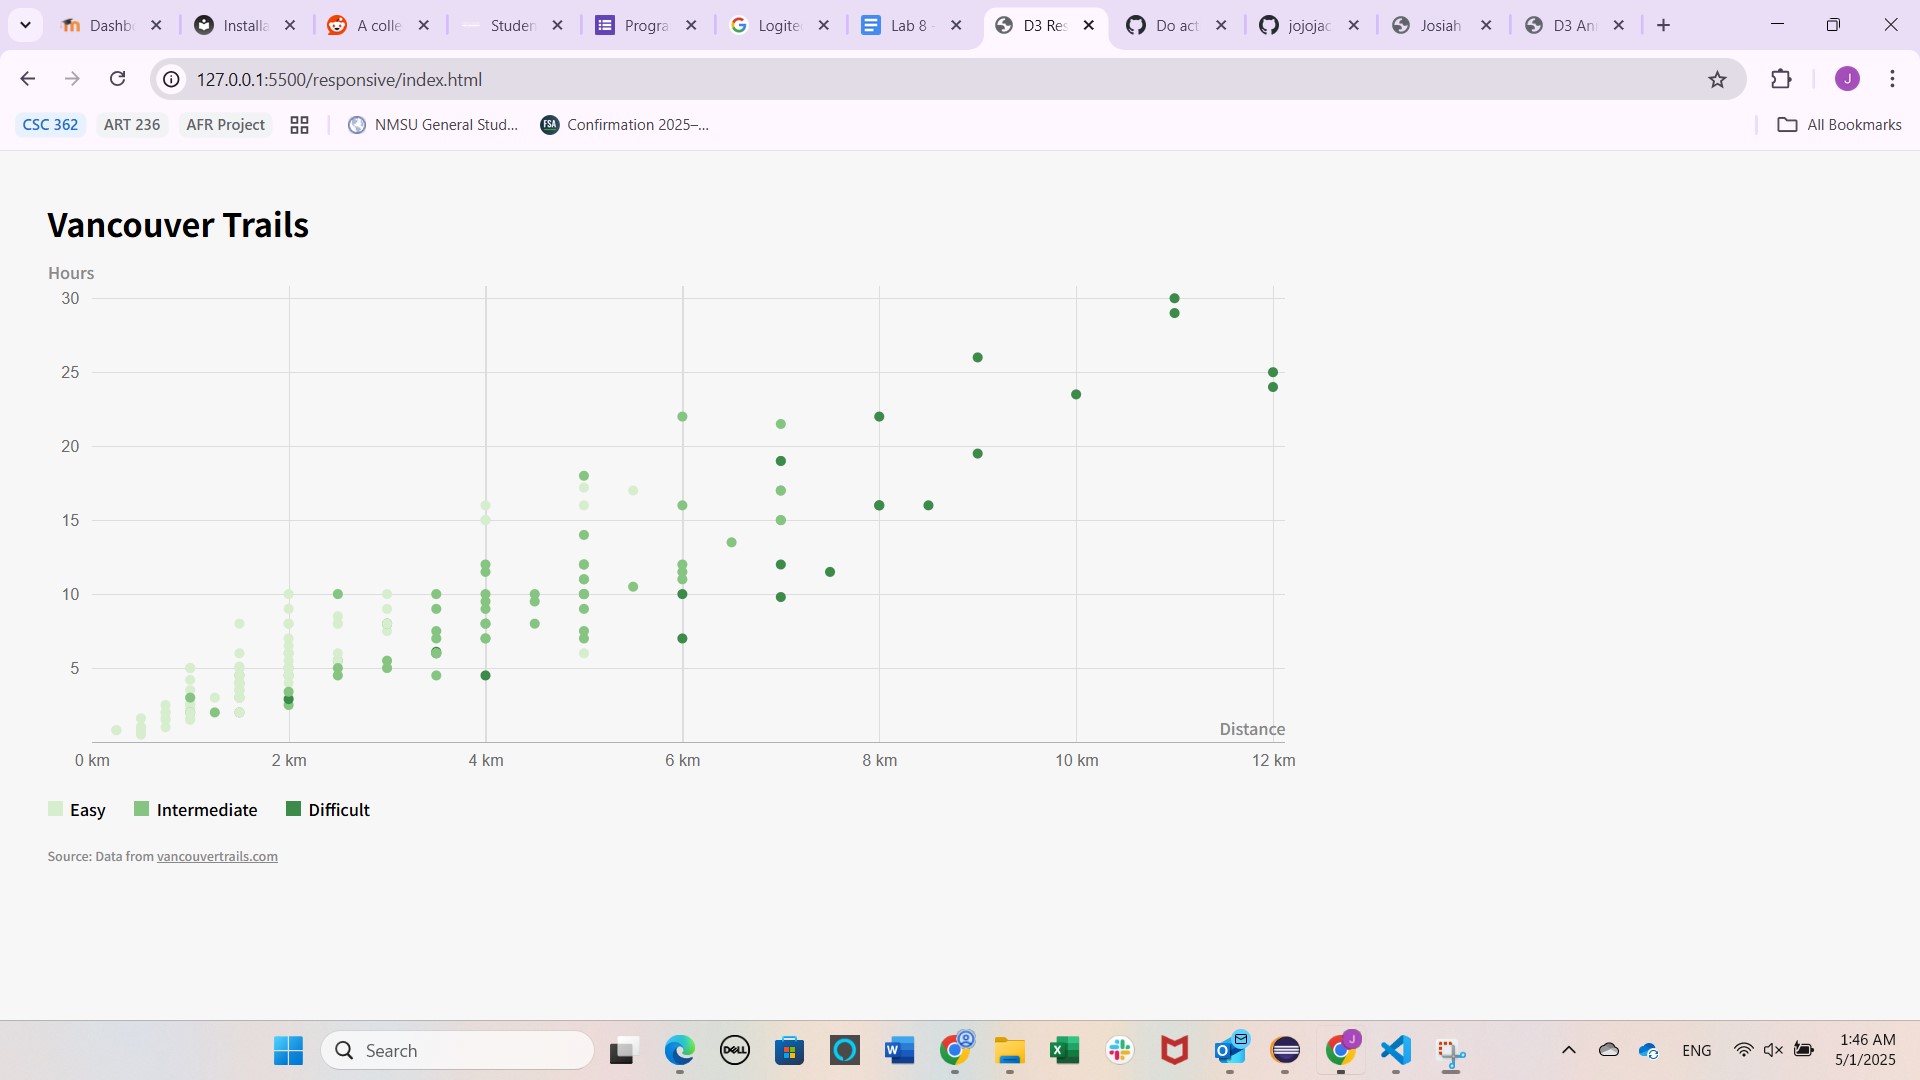 Dashb
Installa
A colle
Studen
Progra
Logite
Lab 8 -
D3 Res
Do act
jojojac
Josiah
D3 An
127.0.0.1:5500/responsive/index.html
J
CSC 362
ART 236
AFR Project
NMSU General Stud...
FSA
Confirmation 2025–...
All Bookmarks
Vancouver Trails
Hours
30
25
20
15
10
5
Distance
0 km
2 km
4 km
6 km
8 km
10 km
12 km
Easy
Intermediate
Difficult
Source: Data from vancouvertrails.com
Search
DELL
W
J
ENG
1:46 AM
5/1/2025